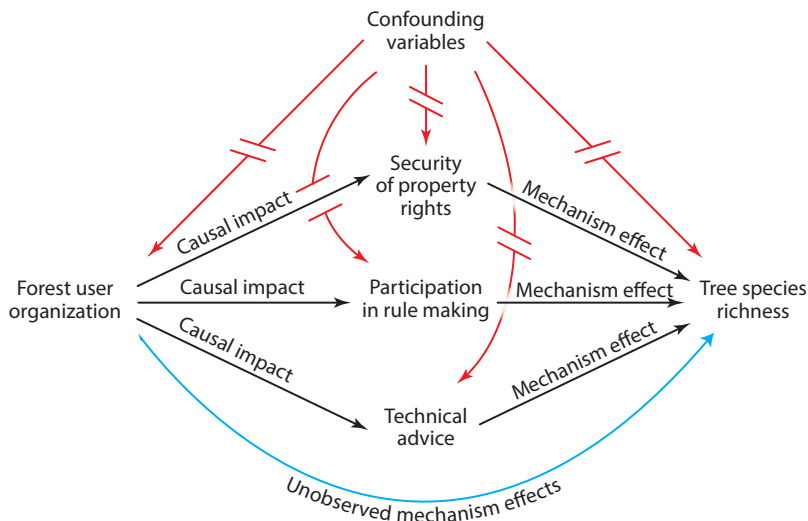 Confounding
variables
Security
of property
rights
Causal impact
Mechanism effect
Forest user
organization
Causal impact
Participation
in rule making
Mechanism effect
Tree species
richness
Causal impact
Mechanism effect
Technical
advice
Unobserved mechanism effects